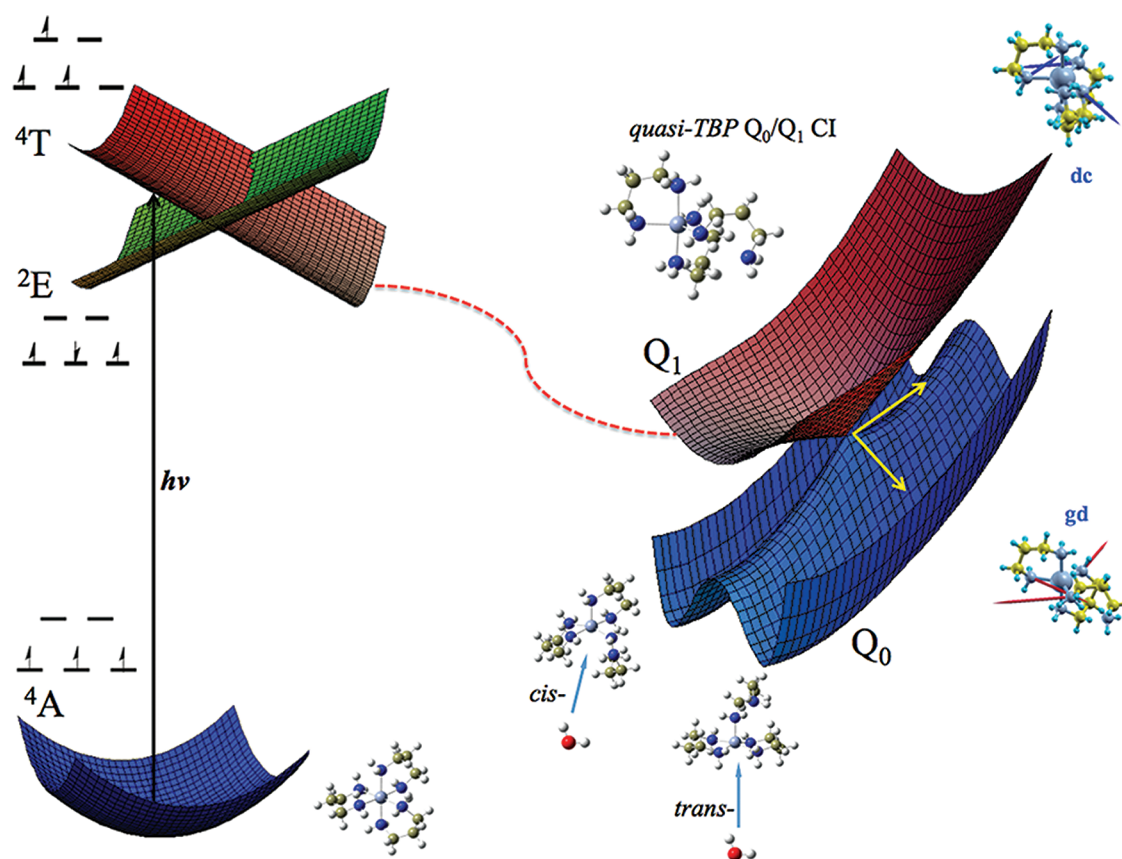 ⁴T
²E
hν
⁴A
quasi-TBP Q₀/Q₁ CI
dc
Q₁
gd
Q₀
cis-
trans-